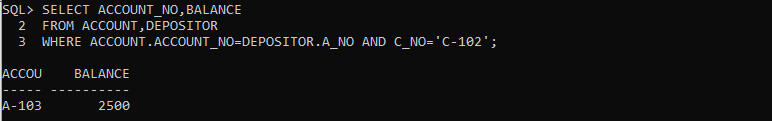 SQL> SELECT ACCOUNT_NO,BALANCE
2 FROM ACCOUNT,DEPOSITOR
3 WHERE ACCOUNT.ACCOUNT_NO=DEPOSITOR.A_NO AND C_NO='C-102';
ACCOU BALANCE
----- ----------
A-103 2500